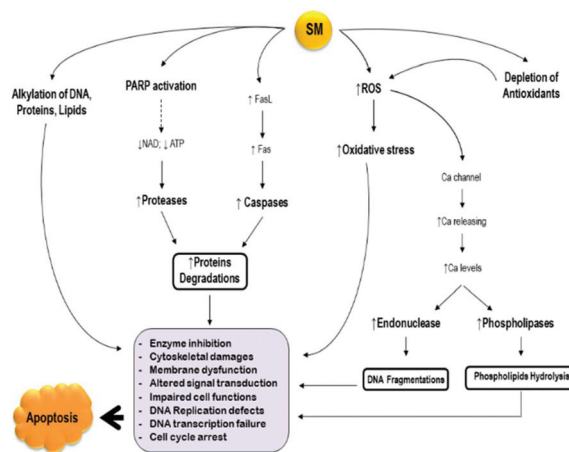 SM
Alkylation of DNA,
Proteins, Lipids
PARP activation
↓NAD; ↓ ATP
↑Proteases
↑ FasL
↑ Fas
↑ Caspases
↑Proteins
Degradations
↑ROS
↑Oxidative stress
Depletion of
Antioxidants
Ca channel
↑Ca releasing
↑Ca levels
↑Endonuclease
↑Phospholipases
DNA Fragmentations
Phospholipids Hydrolysis
- Enzyme inhibition
- Cytoskeletal damages
- Membrane dysfunction
- Altered signal transduction
- Impaired cell functions
- DNA Replication defects
- DNA transcription failure
- Cell cycle arrest
Apoptosis